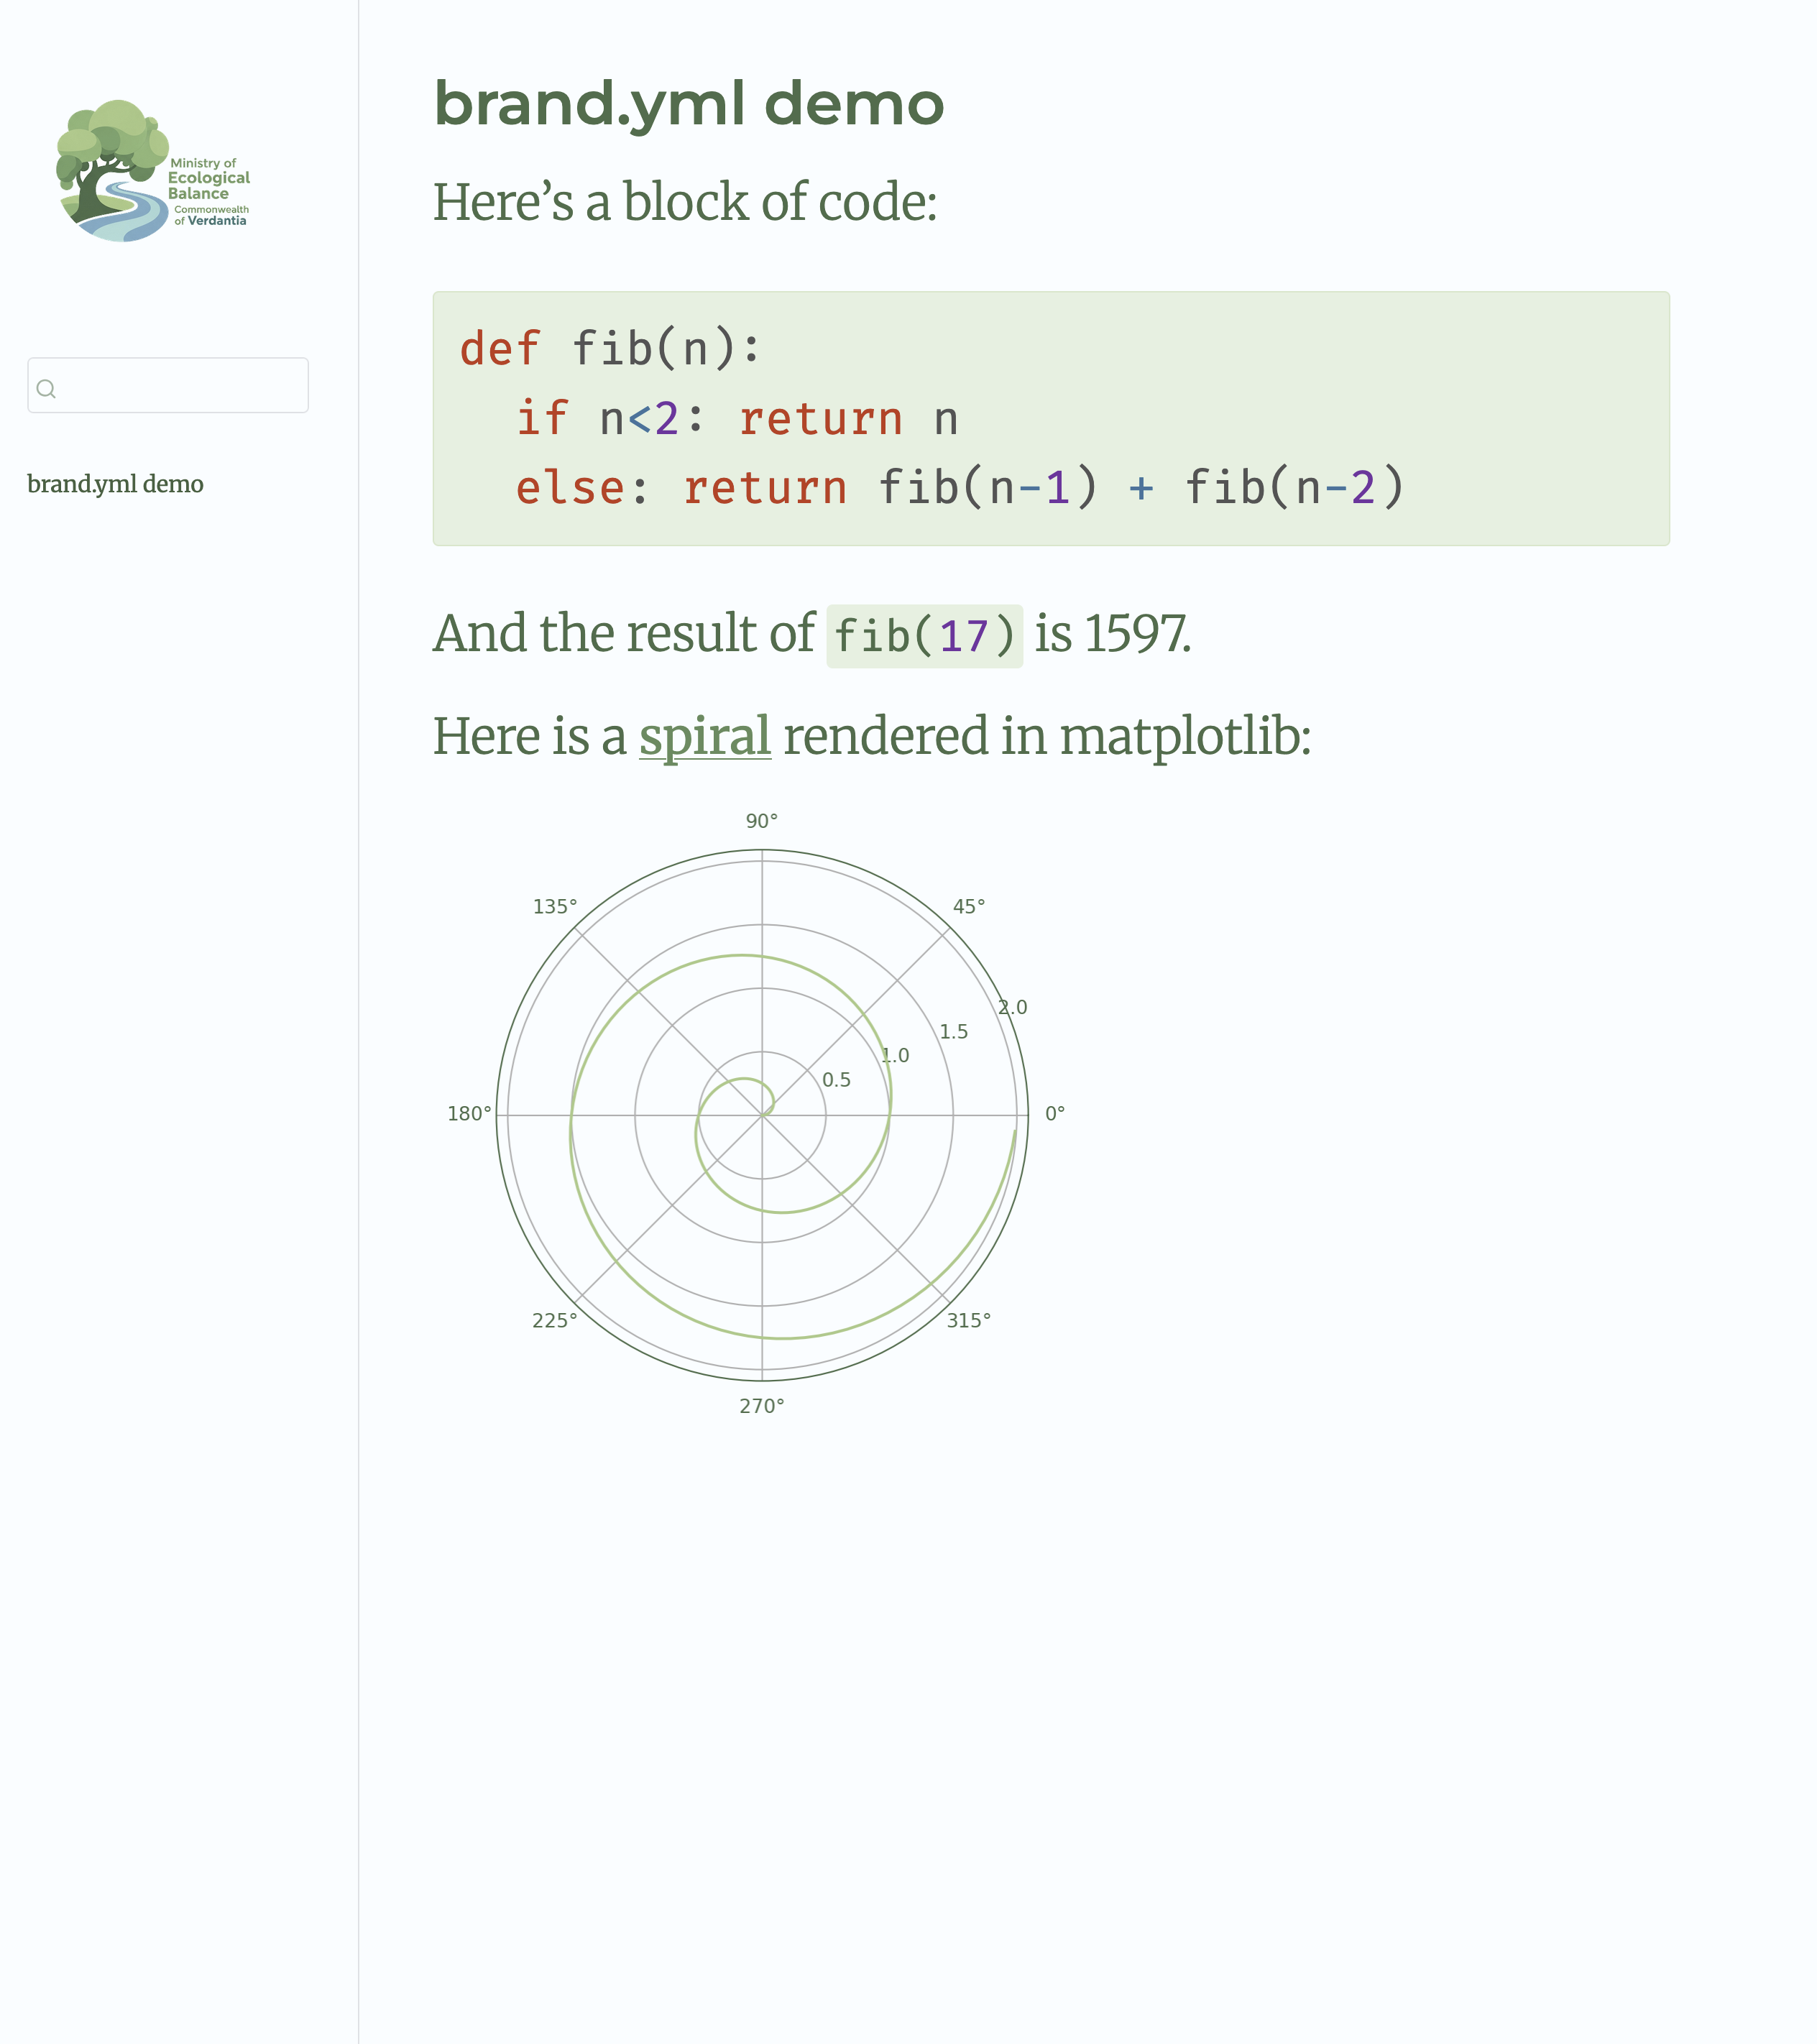 Ministry of
Ecological
Balance
Commonwealth
of Verdantia
brand.yml demo
brand.yml demo
Here’s a block of code:
def fib(n):
  if n<2: return n
  else: return fib(n-1) + fib(n-2)
And the result of fib(17) is 1597.
Here is a spiral rendered in matplotlib:
90°
135°
45°
2.0
1.5
1.0
0.5
180°
0°
225°
315°
270°